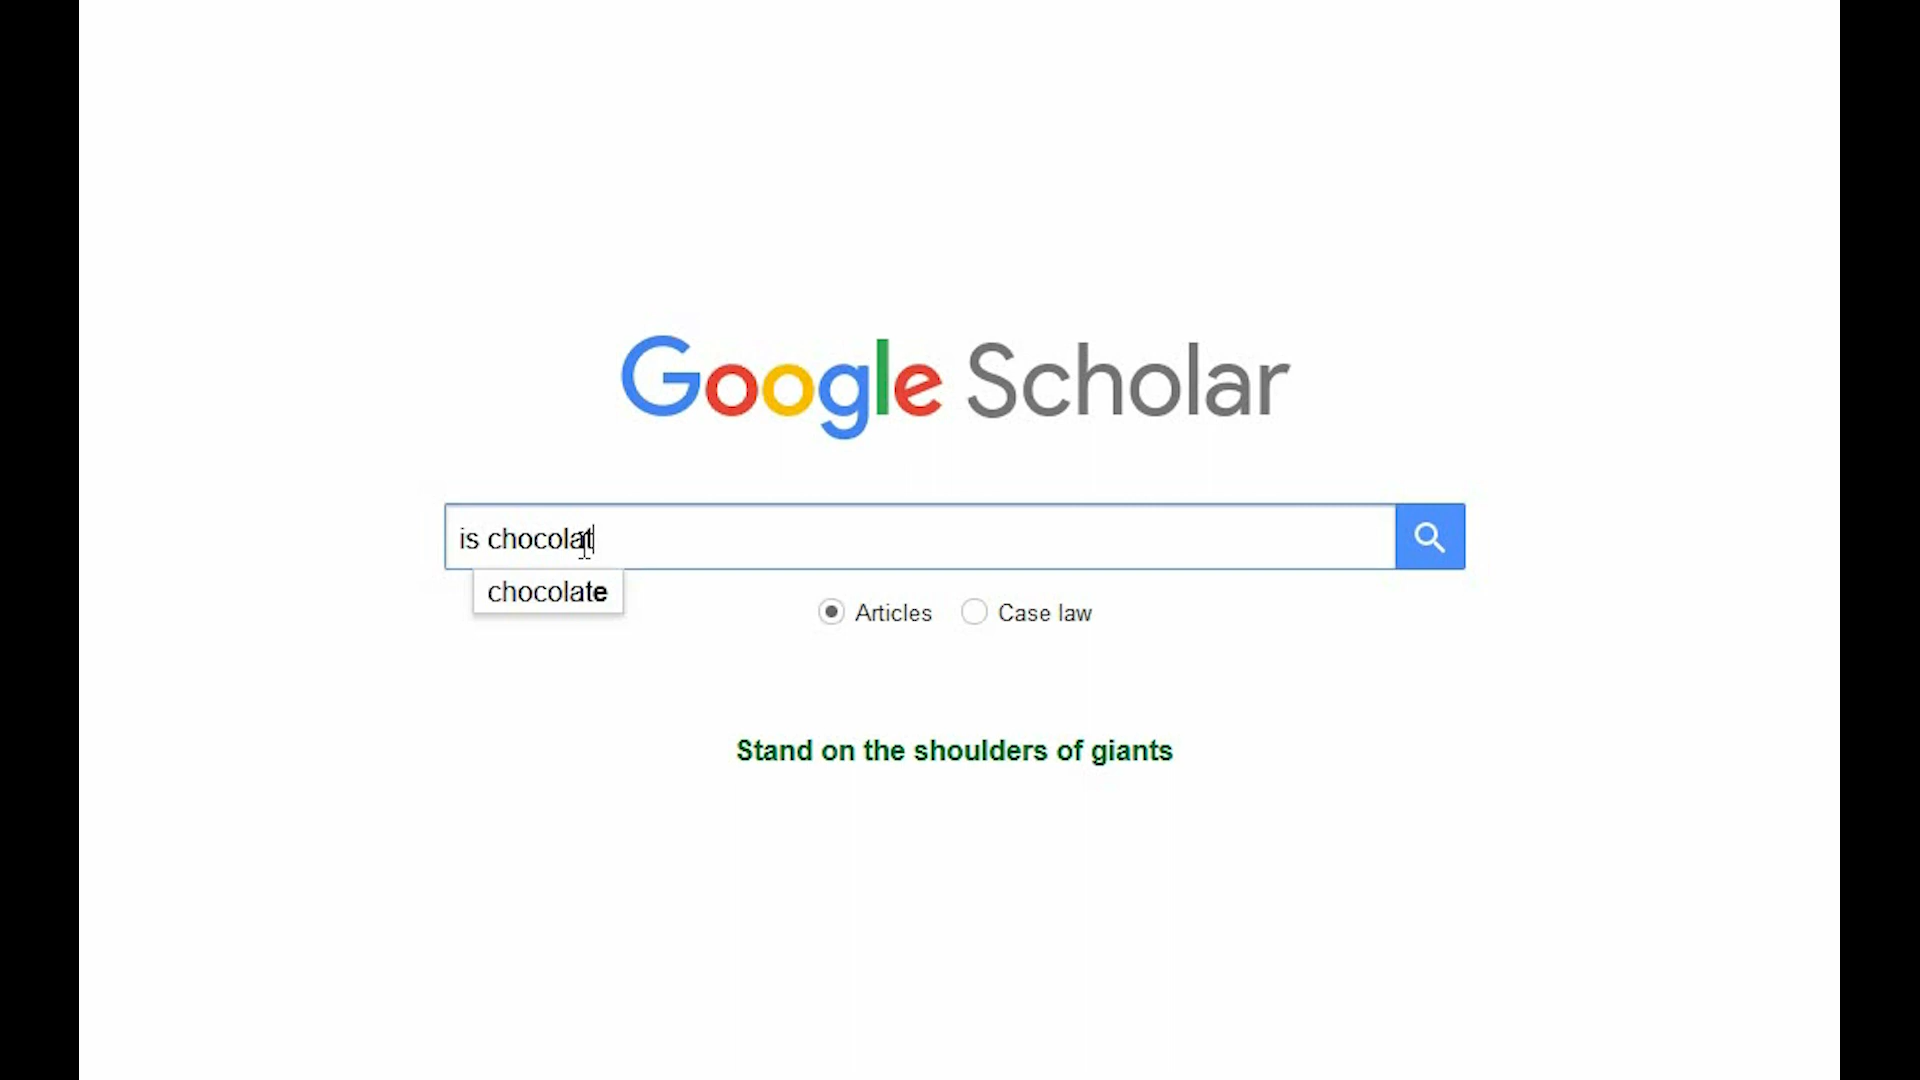 Google Scholar
is chocolat
chocolate
Articles Case law
Stand on the shoulders of giants